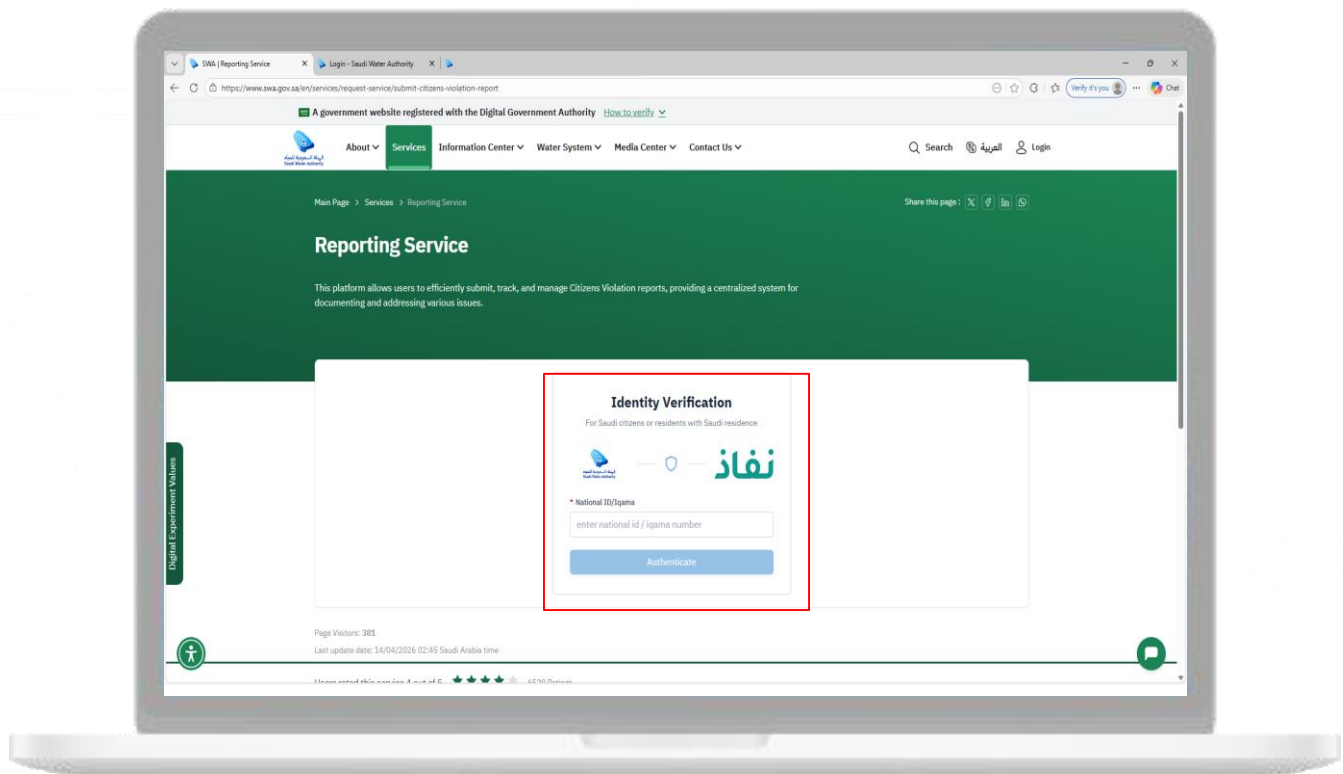 SWA | Reporting Service
Login - Saudi Water Authority
https://www.swa.gov.sa/en/services/request-service/submit-citizens-violation-report
Verify it's you
Chat
A government website registered with the Digital Government Authority How to verify
About
Services
Information Center
Water System
Media Center
Contact Us
Search
العربية
Login
Main Page > Services > Reporting Service
Share this page :
Reporting Service
This platform allows users to efficiently submit, track, and manage Citizens Violation reports, providing a centralized system for
documenting and addressing various issues.
Identity Verification
For Saudi citizens or residents with Saudi residence
نفاذ
* National ID/Iqama
enter national id / iqama number
Authenticate
Digital Experiment Values
Page Visitors: 381
Last update date: 14/04/2026 02:45 Saudi Arabia time